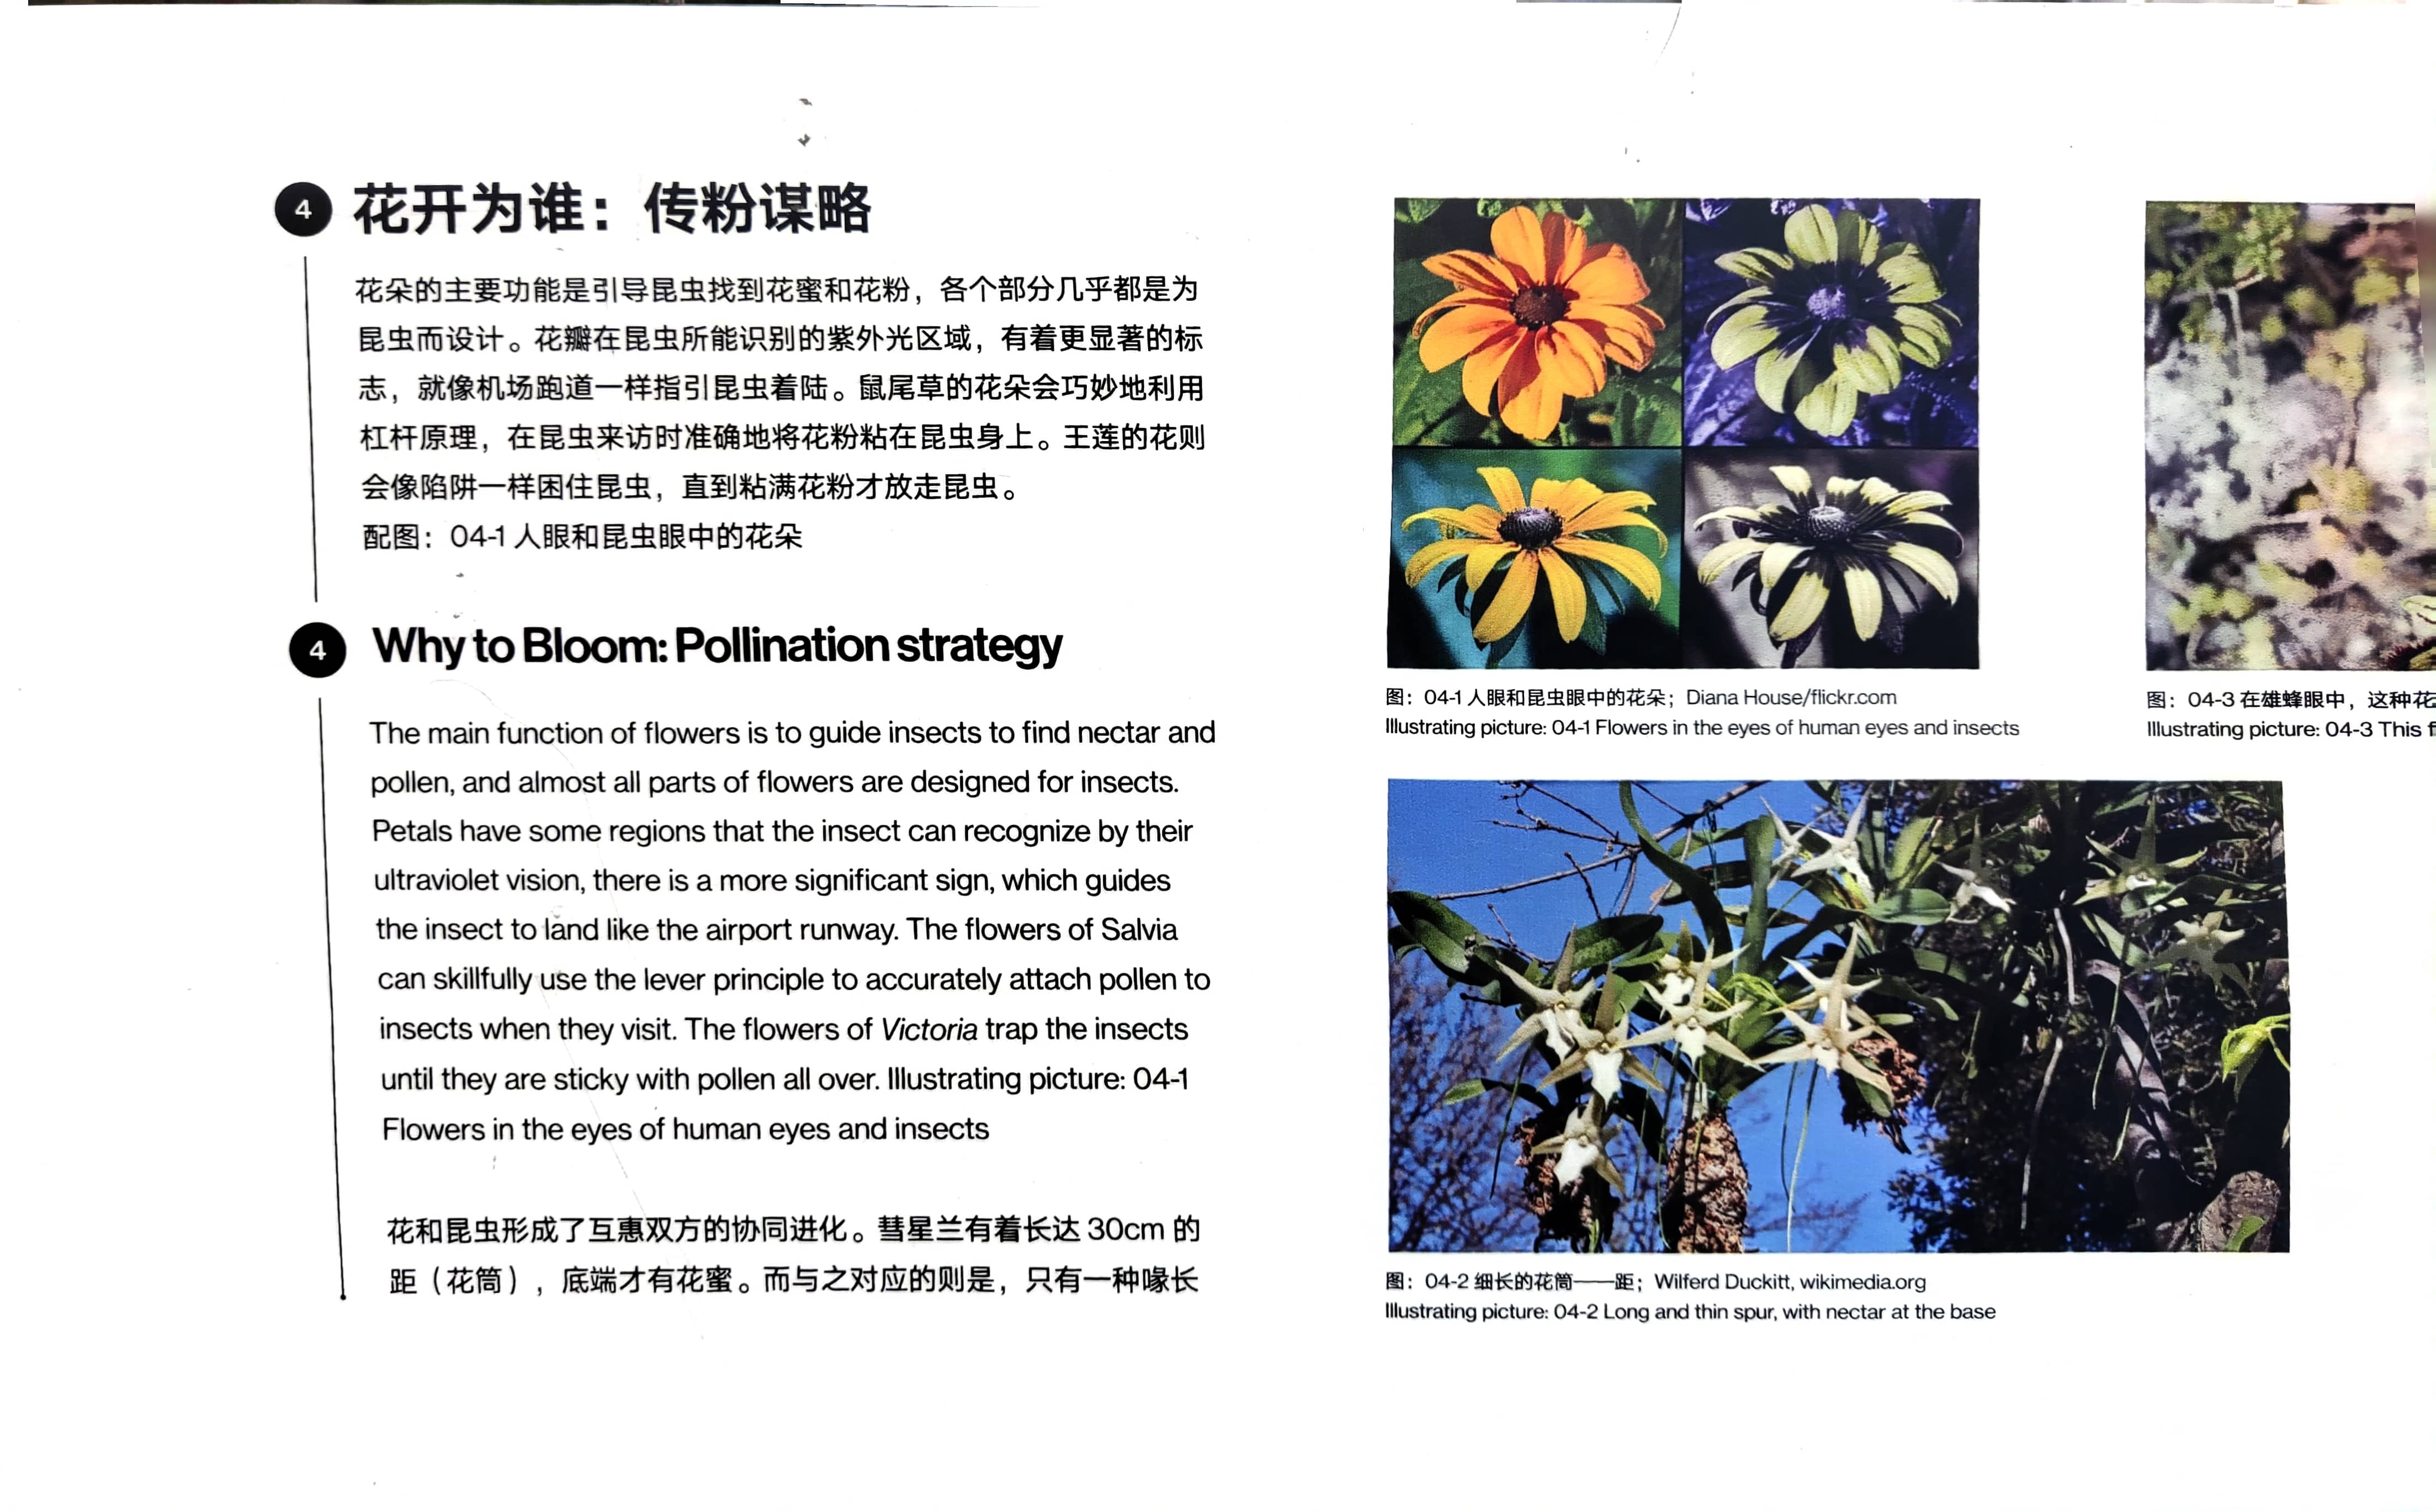 4 花开为谁：传粉谋略
花朵的主要功能是引导昆虫找到花蜜和花粉，各个部分几乎都是为
昆虫而设计。花瓣在昆虫所能识别的紫外光区域，有着更显著的标
志，就像机场跑道一样指引昆虫着陆。鼠尾草的花朵会巧妙地利用
杠杆原理，在昆虫来访时准确地将花粉粘在昆虫身上。王莲的花则
会像陷阱一样困住昆虫，直到粘满花粉才放走昆虫。
配图：04-1 人眼和昆虫眼中的花朵
4 Why to Bloom: Pollination strategy
The main function of flowers is to guide insects to find nectar and
pollen, and almost all parts of flowers are designed for insects.
Petals have some regions that the insect can recognize by their
ultraviolet vision, there is a more significant sign, which guides
the insect to land like the airport runway. The flowers of Salvia
can skillfully use the lever principle to accurately attach pollen to
insects when they visit. The flowers of Victoria trap the insects
until they are sticky with pollen all over. Illustrating picture: 04-1
Flowers in the eyes of human eyes and insects
花和昆虫形成了互惠双方的协同进化。彗星兰有着长达 30cm 的
距（花筒），底端才有花蜜。而与之对应的则是，只有一种喙长
图：04-1 人眼和昆虫眼中的花朵；Diana House/flickr.com
Illustrating picture: 04-1 Flowers in the eyes of human eyes and insects
图：04-3 在雄蜂眼中，这种花
Illustrating picture: 04-3 This
图：04-2 细长的花筒——距；Wilferd Duckitt, wikimedia.org
Illustrating picture: 04-2 Long and thin spur, with nectar at the base